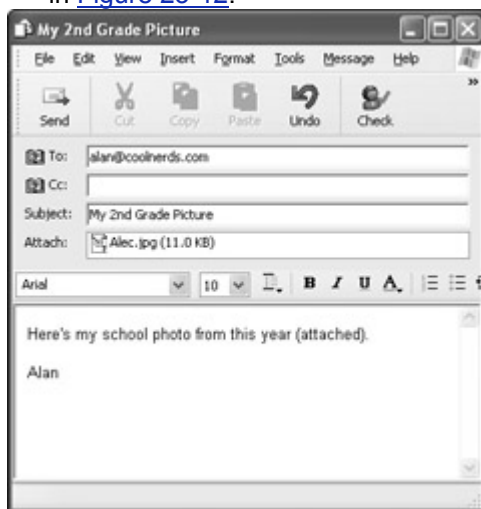 in Figure 20-12.
My 2nd Grade Picture
File Edit View Insert Format Tools Message Help
Send Cut Copy Paste Undo Check »
To: alan@coolnerds.com
Cc:
Subject: My 2nd Grade Picture
Attach: Alec.jpg (11.0 KB)
Arial 10 B I U A
Here's my school photo from this year (attached).
Alan